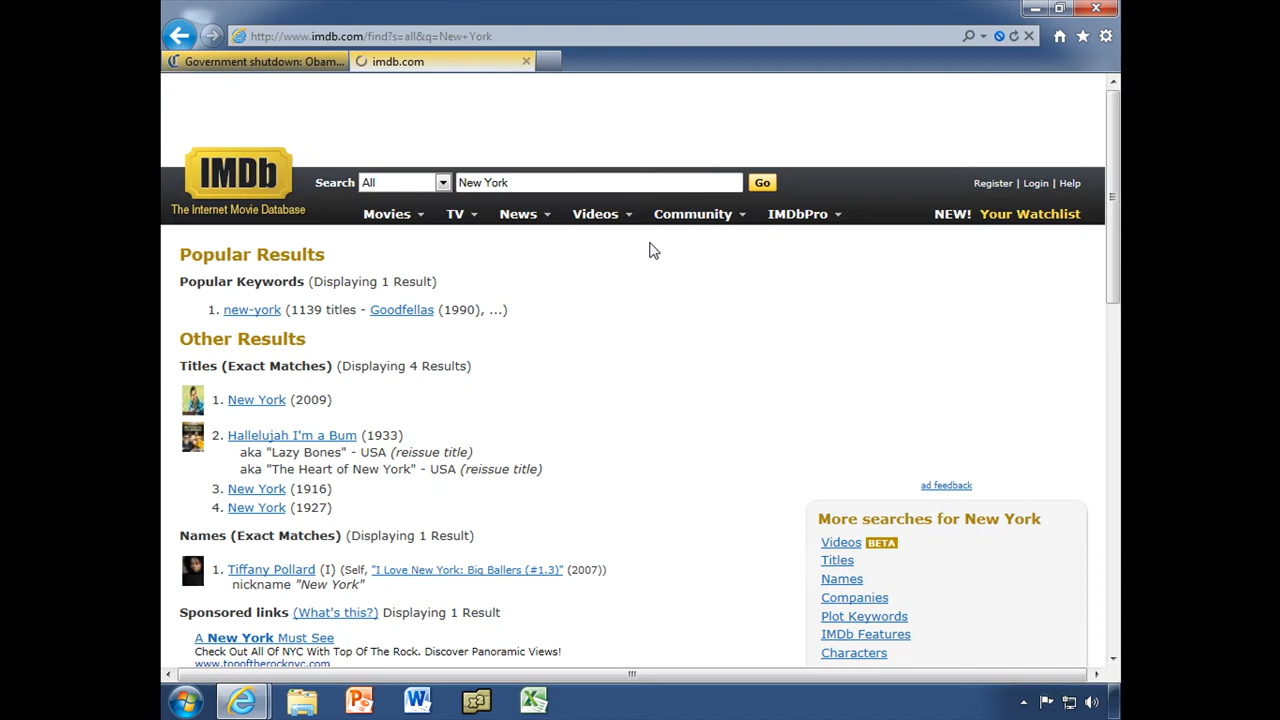 http://www.imdb.com/find?s=all&q=New+York
Government shutdown: Obam...
imdb.com
IMDb
The Internet Movie Database
Search All New York Go
Register | Login | Help
Movies TV News Videos Community IMDbPro NEW! Your Watchlist
Popular Results
Popular Keywords (Displaying 1 Result)
1. new-york (1139 titles - Goodfellas (1990), ...)
Other Results
Titles (Exact Matches) (Displaying 4 Results)
1. New York (2009)
2. Hallelujah I'm a Bum (1933)
aka "Lazy Bones" - USA (reissue title)
aka "The Heart of New York" - USA (reissue title)
3. New York (1916)
4. New York (1927)
Names (Exact Matches) (Displaying 1 Result)
1. Tiffany Pollard (I) (Self, "I Love New York: Big Ballers (#1.3)" (2007))
nickname "New York"
Sponsored links (What's this?) Displaying 1 Result
A New York Must See
Check Out All Of NYC With Top Of The Rock. Discover Panoramic Views!
www.topoftherocknyc.com
ad feedback
More searches for New York
Videos BETA
Titles
Names
Companies
Plot Keywords
IMDb Features
Characters